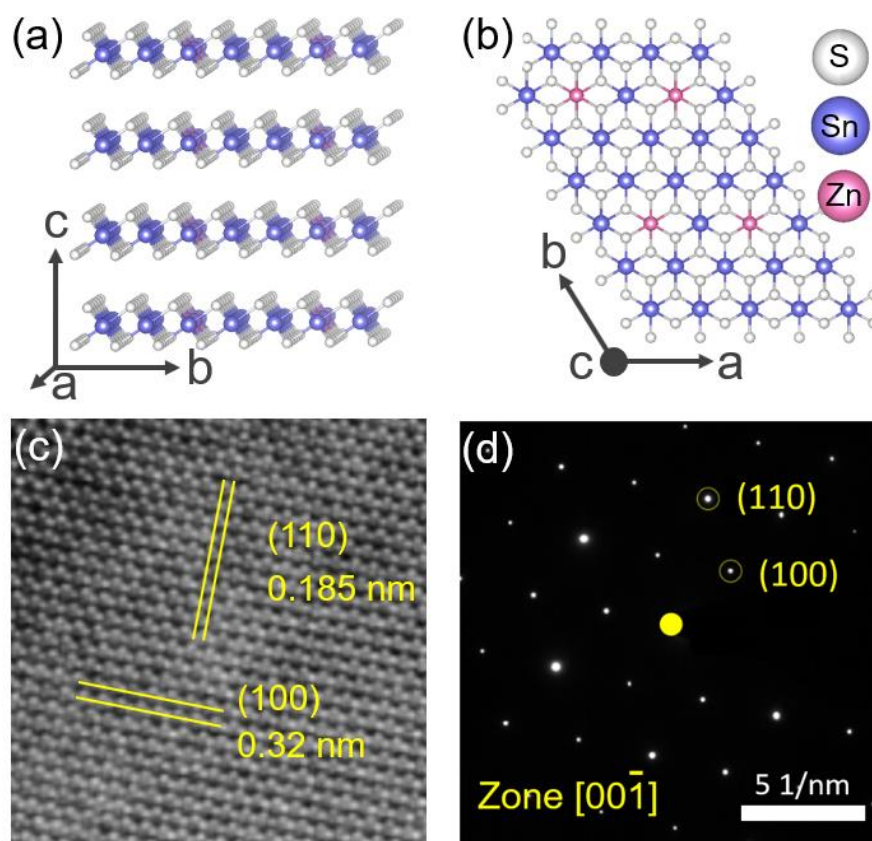 (a)
c
a
b
(b)
S
Sn
Zn
b
c
a
(c)
(110)
0.185 nm
(100)
0.32 nm
(d)
(110)
(100)
Zone [001̄]
5 1/nm